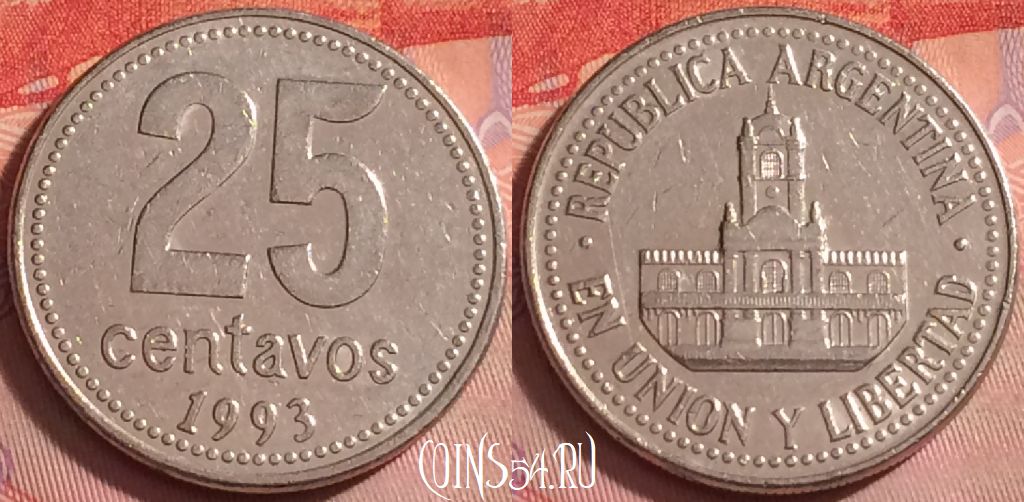 25
centavos
1993
REPUBLICA ARGENTINA
EN UNION Y LIBERTAD
COINS54.RU